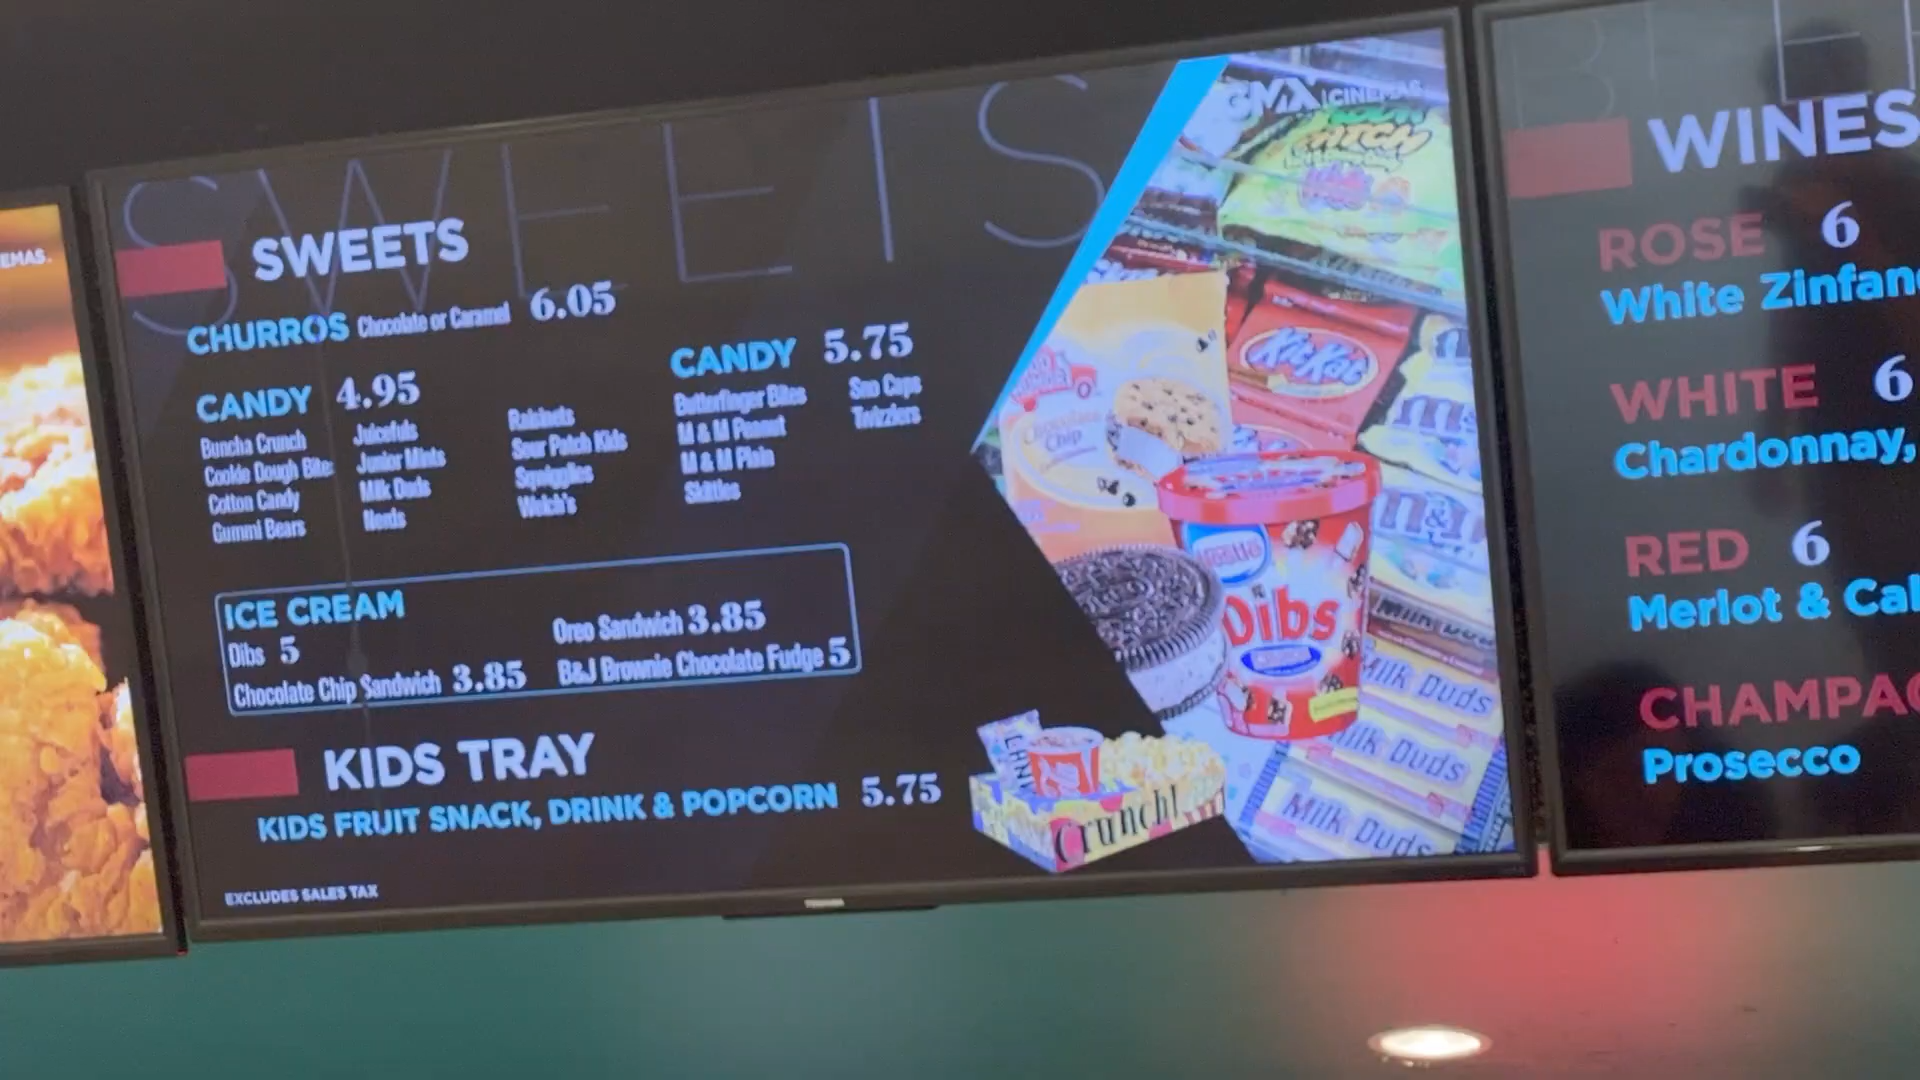 EMAS.
SWEETS
SWEETS
CHURROS Chocolate or Caramel 6.05
CANDY 4.95
Buncha Crunch
Cookie Dough Bites
Cotton Candy
Gummi Bears
Juicefuls
Junior Mints
Milk Duds
Nerds
Raisinets
Sour Patch Kids
Squiggles
Welch's
CANDY 5.75
Butterfinger Bites
M & M Peanut
M & M Plain
Skittles
Sno Caps
Twizzlers
ICE CREAM
Dibs 5
Chocolate Chip Sandwich 3.85
Oreo Sandwich 3.85
B&J Brownie Chocolate Fudge 5
KIDS TRAY
KIDS FRUIT SNACK, DRINK & POPCORN 5.75
EXCLUDES SALES TAX
GMX | CINEMAS
Chocolate
Chip
KitKat
Nestle
Dibs
m&m
Milk Duds
Milk Duds
Milk Duds
Milk Duds
Crunch!
TOSHIBA
WINES
ROSE 6
White Zinfan
WHITE 6
Chardonnay,
RED 6
Merlot & Ca
CHAMPAG
Prosecco